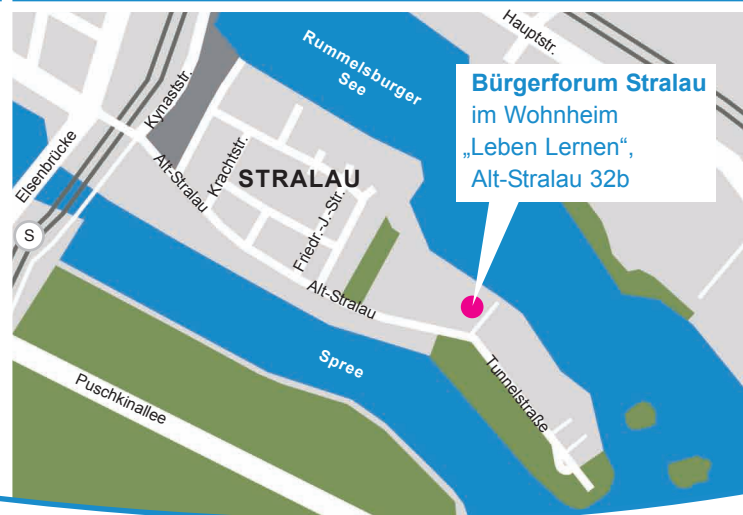 Hauptstr.
Rummelsburger
See
Bürgerforum Stralau
im Wohnheim
„Leben Lernen“,
Alt-Stralau 32b
Kynaststr.
Elsenbrücke
Alt-Stralau
Krachtstr.
STRALAU
Friedr.-J.-Str.
S
Alt-Stralau
Spree
Tunnelstraße
Puschkinallee